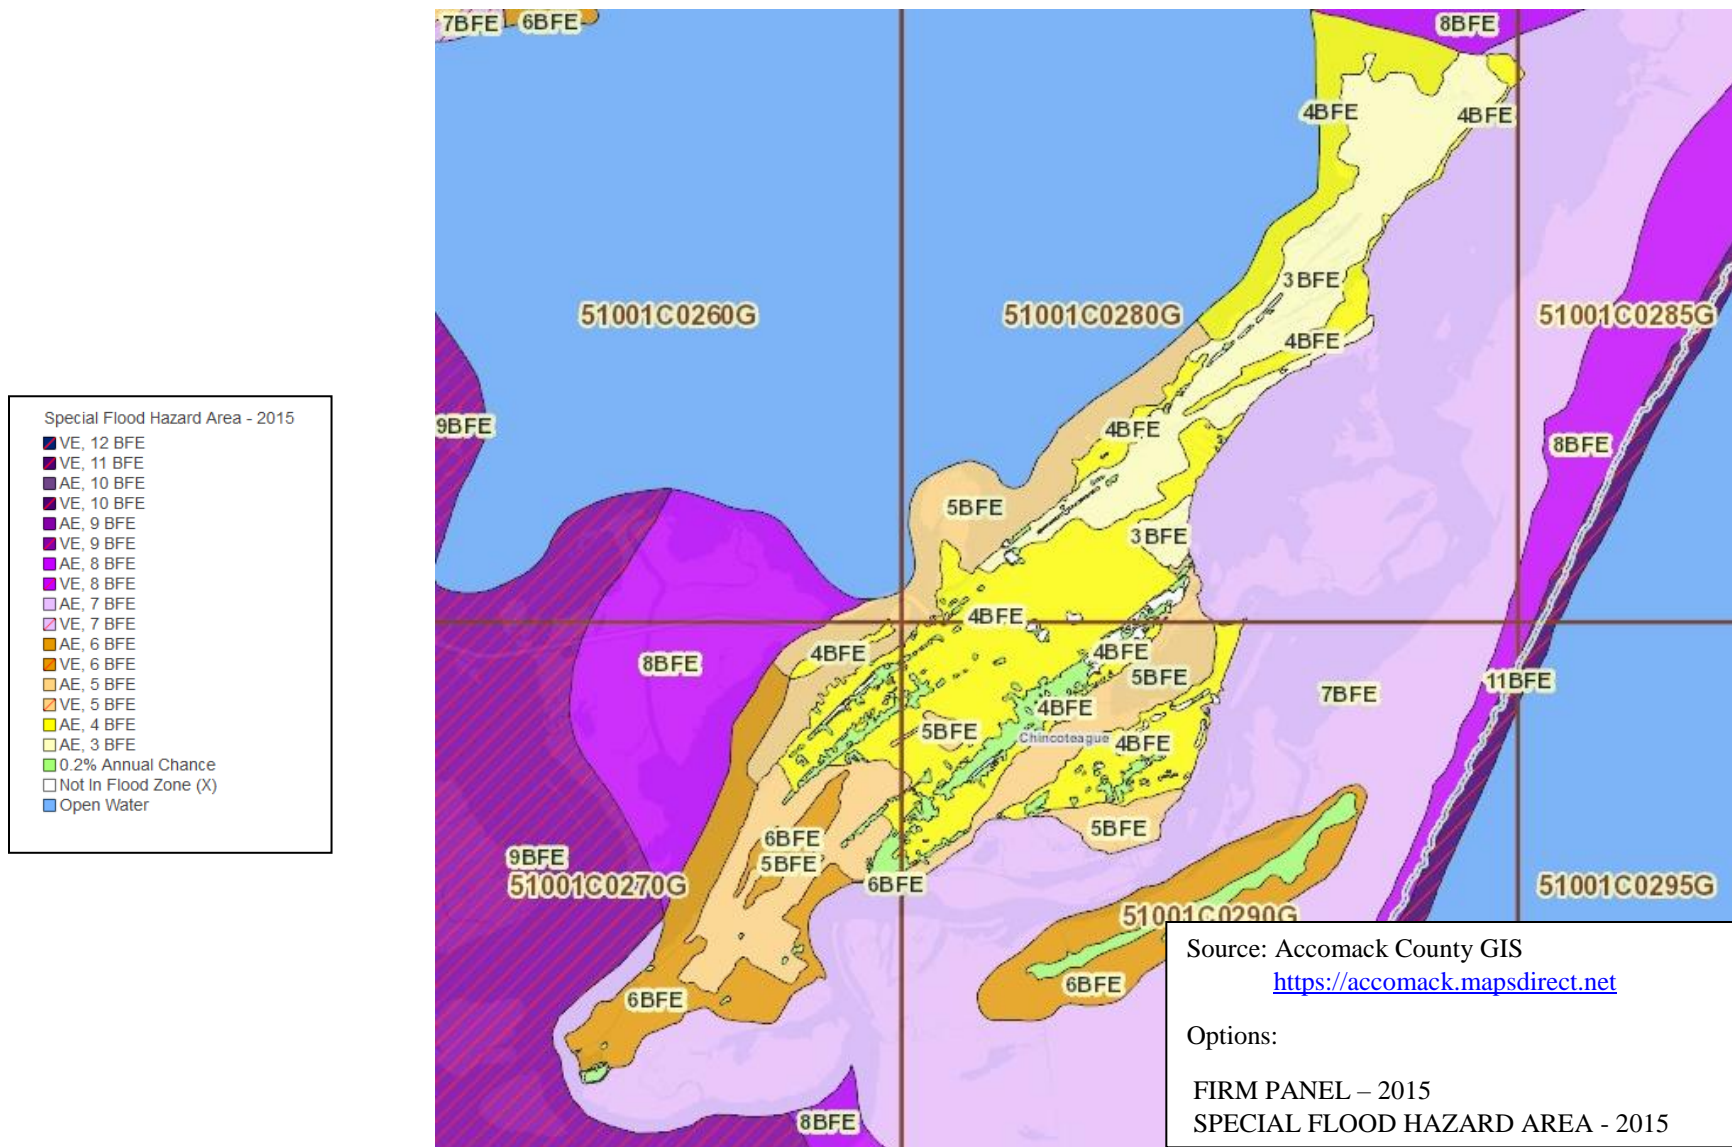 Special Flood Hazard Area - 2015
VE, 12 BFE
VE, 11 BFE
AE, 10 BFE
VE, 10 BFE
AE, 9 BFE
VE, 9 BFE
AE, 8 BFE
VE, 8 BFE
AE, 7 BFE
VE, 7 BFE
AE, 6 BFE
VE, 6 BFE
AE, 5 BFE
VE, 5 BFE
AE, 4 BFE
AE, 3 BFE
0.2% Annual Chance
Not In Flood Zone (X)
Open Water
7BFE 6BFE
8BFE
4BFE
4BFE
3 BFE
51001C0260G
51001C0280G
51001C0285G
4BFE
9BFE
4BFE
8BFE
5BFE
3 BFE
4BFE
4BFE
4BFE
8BFE
5BFE
11BFE
7BFE
4BFE
5BFE
Chincoteague
4BFE
5BFE
6BFE
9BFE
5BFE
51001C0270G
6BFE
51001C0295G
51001C0290G
6BFE
6BFE
8BFE
Source: Accomack County GIS
https://accomack.mapsdirect.net
Options:
FIRM PANEL – 2015
SPECIAL FLOOD HAZARD AREA - 2015